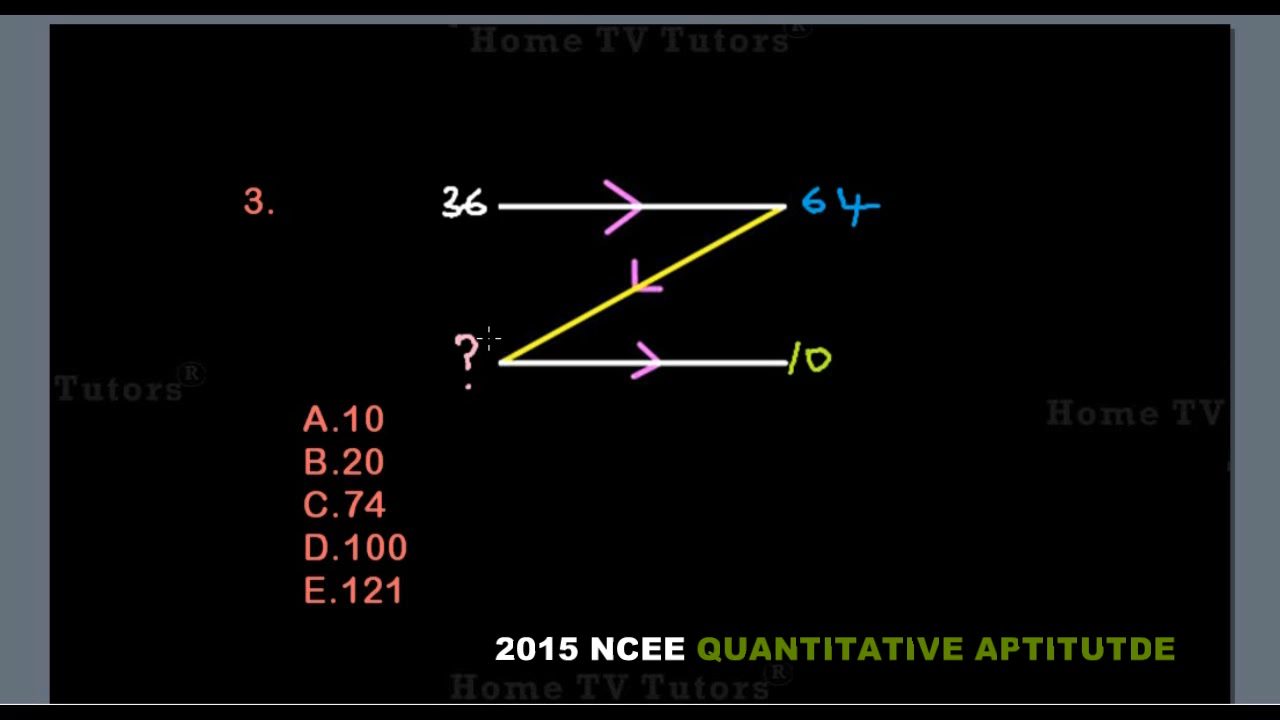 Home TV Tutors®
3. 36 64
? 10
Tutors®
Home TV
A.10
B.20
C.74
D.100
E.121
2015 NCEE QUANTITATIVE APTITUTDE
Home TV Tutors®